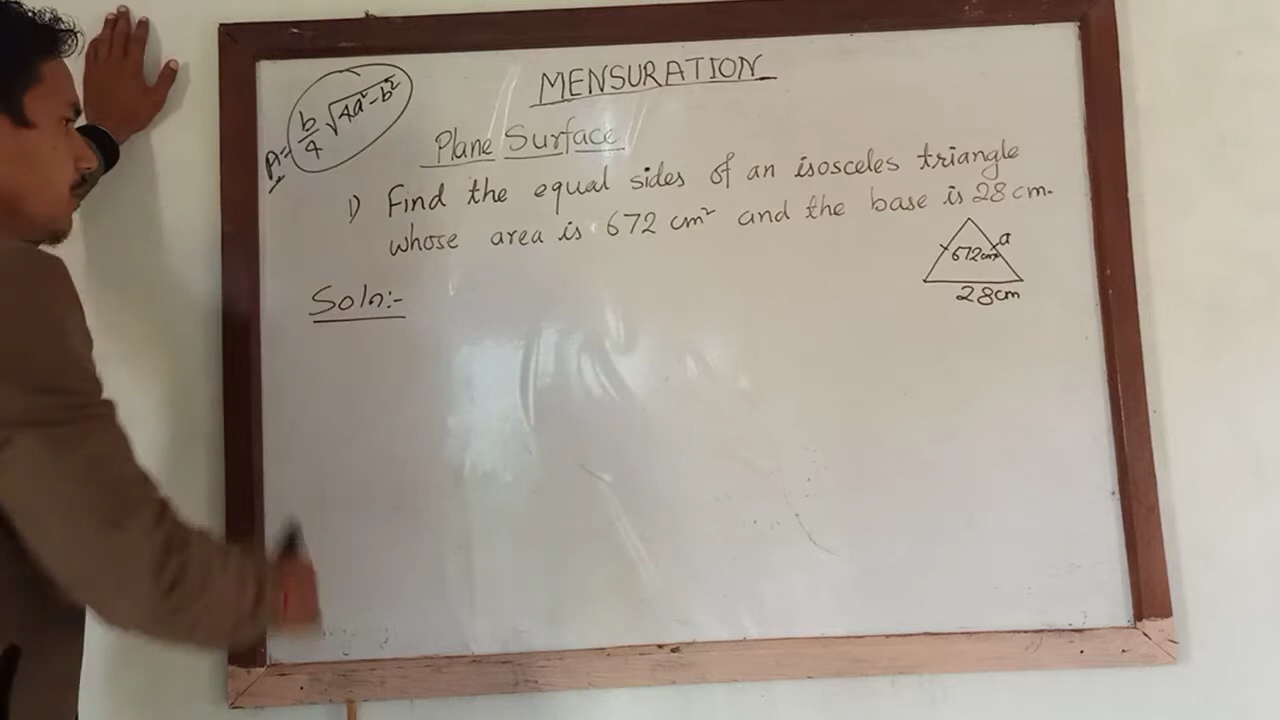 MENSURATION
A = b/4 √4a²-b²
Plane Surface
1) Find the equal sides of an isosceles triangle
whose area is 672 cm² and the base is 28 cm.
a
672cm²
28cm
Soln:-